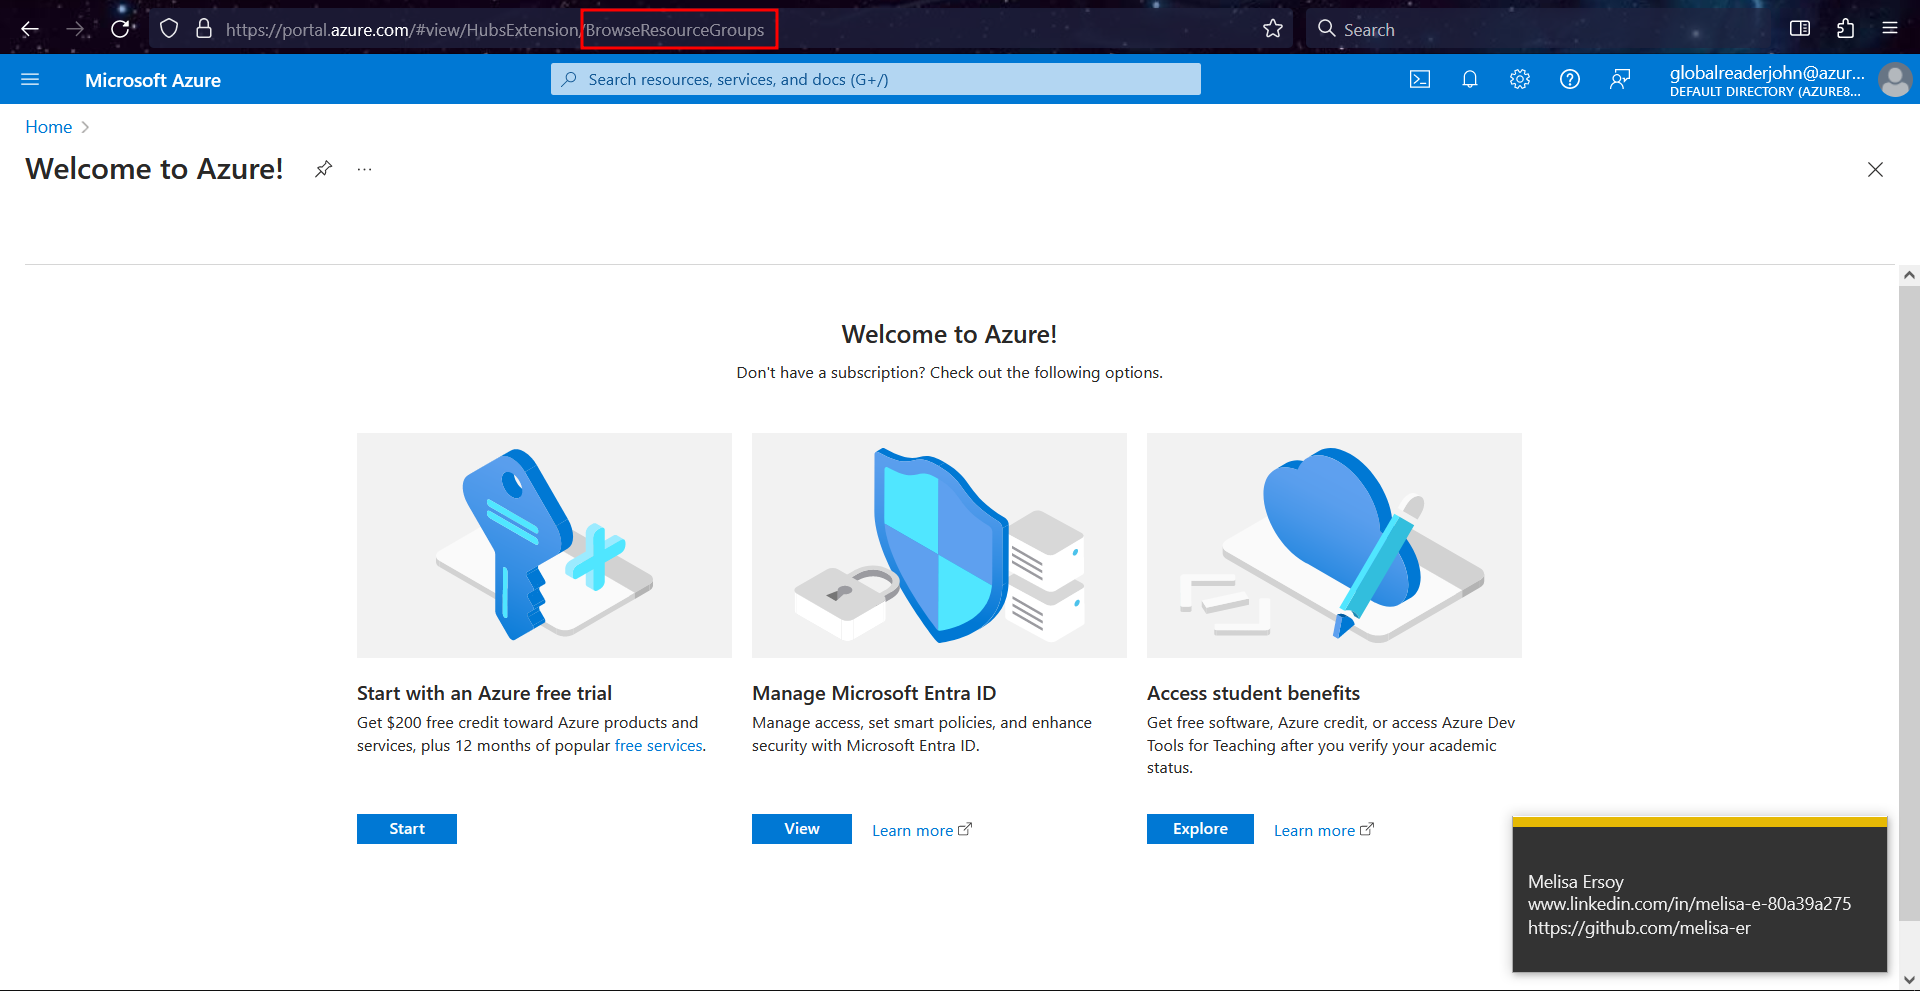 https://portal.azure.com/#view/HubsExtension/BrowseResourceGroups
Search
Microsoft Azure
Search resources, services, and docs (G+/)
globalreaderjohn@azur...
DEFAULT DIRECTORY (AZURE8...
Home
Welcome to Azure!
Welcome to Azure!
Don't have a subscription? Check out the following options.
Start with an Azure free trial
Get $200 free credit toward Azure products and
services, plus 12 months of popular free services.
Start
Manage Microsoft Entra ID
Manage access, set smart policies, and enhance
security with Microsoft Entra ID.
View
Learn more
Access student benefits
Get free software, Azure credit, or access Azure Dev
Tools for Teaching after you verify your academic
status.
Explore
Learn more
Melisa Ersoy
www.linkedin.com/in/melisa-e-80a39a275
https://github.com/melisa-er